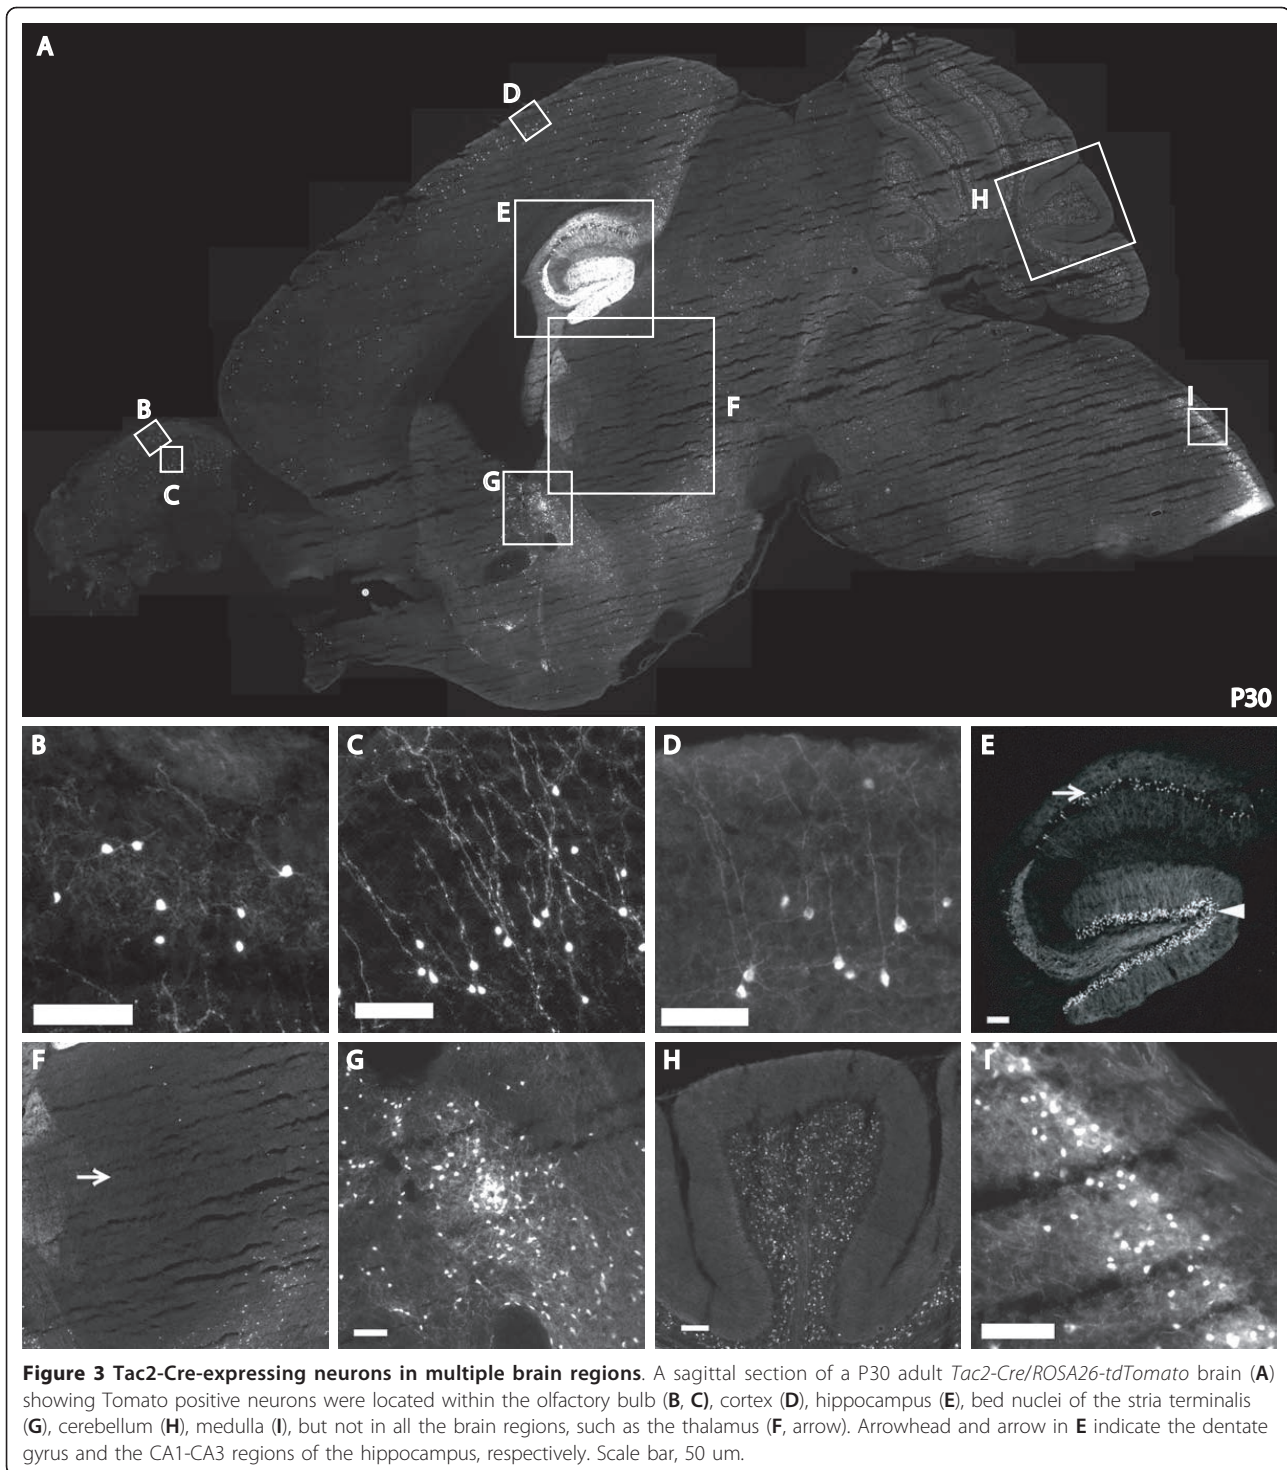 A
D
E
H
F
I
B
C
G
P30
B
C
D
E
F
G
H
I
Figure 3 Tac2-Cre-expressing neurons in multiple brain regions. A sagittal section of a P30 adult Tac2-Cre/ROSA26-tdTomato brain (A)
showing Tomato positive neurons were located within the olfactory bulb (B, C), cortex (D), hippocampus (E), bed nuclei of the stria terminalis
(G), cerebellum (H), medulla (I), but not in all the brain regions, such as the thalamus (F, arrow). Arrowhead and arrow in E indicate the dentate
gyrus and the CA1-CA3 regions of the hippocampus, respectively. Scale bar, 50 um.